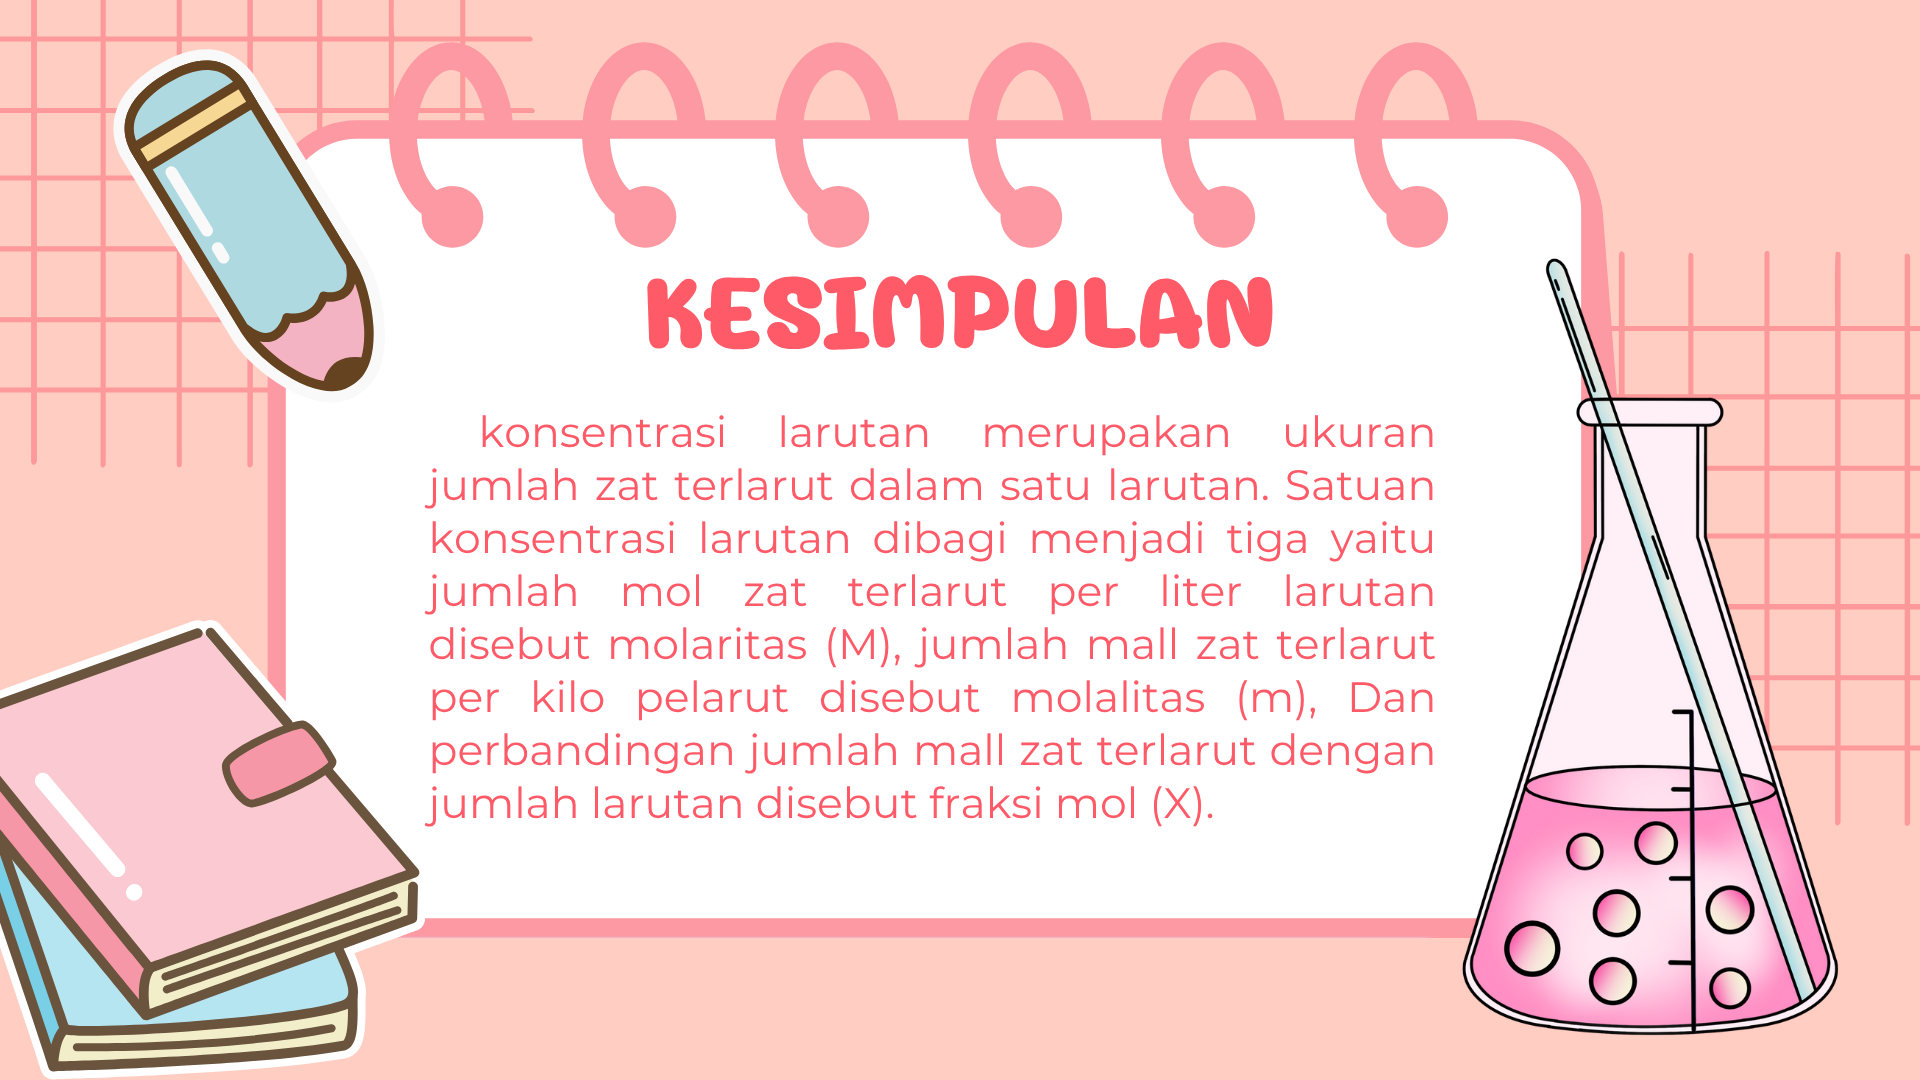 KESIMPULAN
konsentrasi larutan merupakan ukuran
jumlah zat terlarut dalam satu larutan. Satuan
konsentrasi larutan dibagi menjadi tiga yaitu
jumlah mol zat terlarut per liter larutan
disebut molaritas (M), jumlah mall zat terlarut
per kilo pelarut disebut molalitas (m), Dan
perbandingan jumlah mall zat terlarut dengan
jumlah larutan disebut fraksi mol (X).